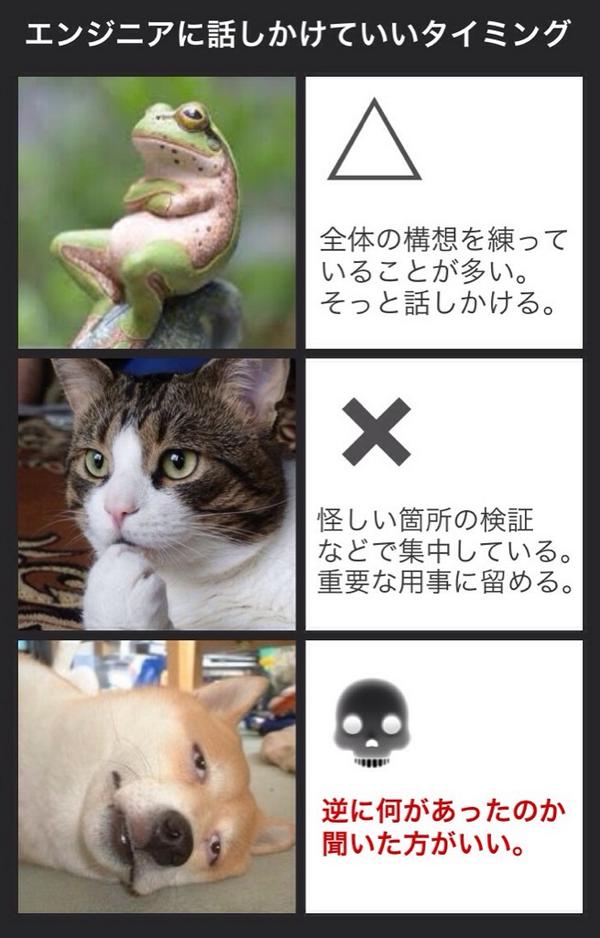 エンジニアに話しかけていいタイミング
全体の構想を練って
いることが多い。
そっと話しかける。
怪しい箇所の検証
などで集中している。
重要な用事に留める。
逆に何があったのか
聞いた方がいい。